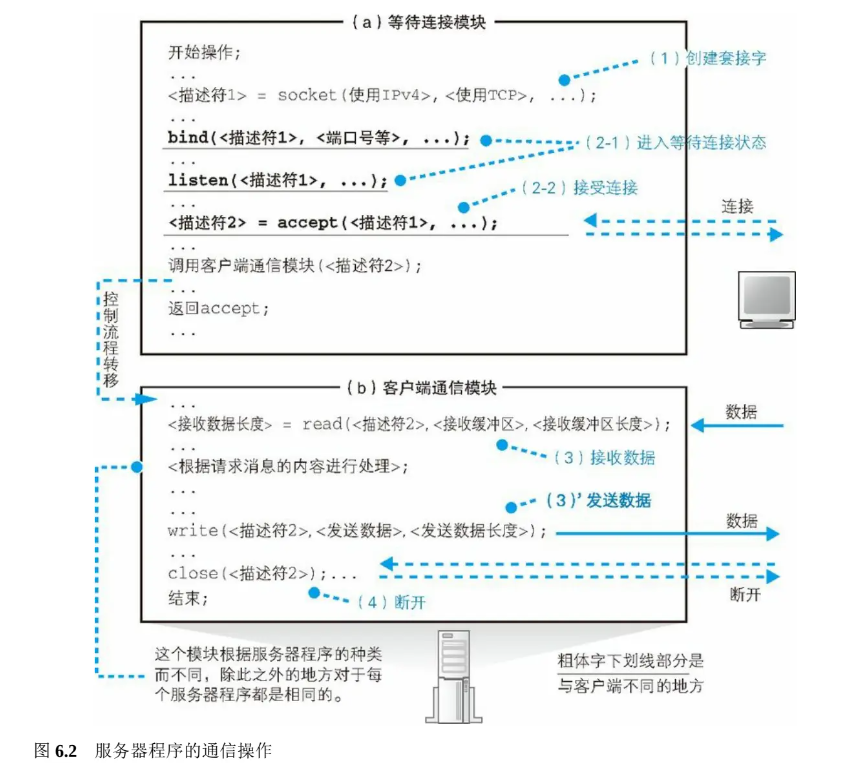 （a）等待连接模块
开始操作;
...
（1）创建套接字
<描述符1> = socket(使用IPv4>, <使用TCP>, ...);
...
bind(<描述符1>, <端口号等>, ...);
（2-1）进入等待连接状态
...
listen(<描述符1>, ...);
（2-2）接受连接
...
<描述符2> = accept(<描述符1>, ...);
连接
...
调用客户端通信模块(<描述符2>);
...
返回accept;
...
控制流程转移
（b）客户端通信模块
...
<接收数据长度> = read(<描述符2>,<接收缓冲区>,<接收缓冲区长度>);
数据
...
（3）接收数据
<根据请求消息的内容进行处理>;
...
...
（3）’发送数据
write(<描述符2>,<发送数据>,<发送数据长度>);
数据
...
close(<描述符2>);...
断开
结束;
（4）断开
这个模块根据服务器程序的种类
而不同，除此之外的地方对于每
个服务器程序都是相同的。
粗体字下划线部分是
与客户端不同的地方
图 6.2 服务器程序的通信操作